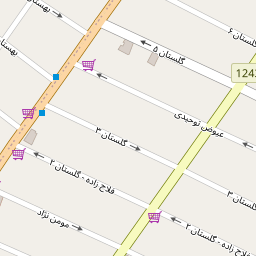 بهستان
گلستان ۶
گلستان ۵
1243
عیوض توحیدی
گلستان ۳
فلاح زاده - گلستان ۲
گلستان ۳
مومن نژاد
فلاح زاده - گلستان ۲